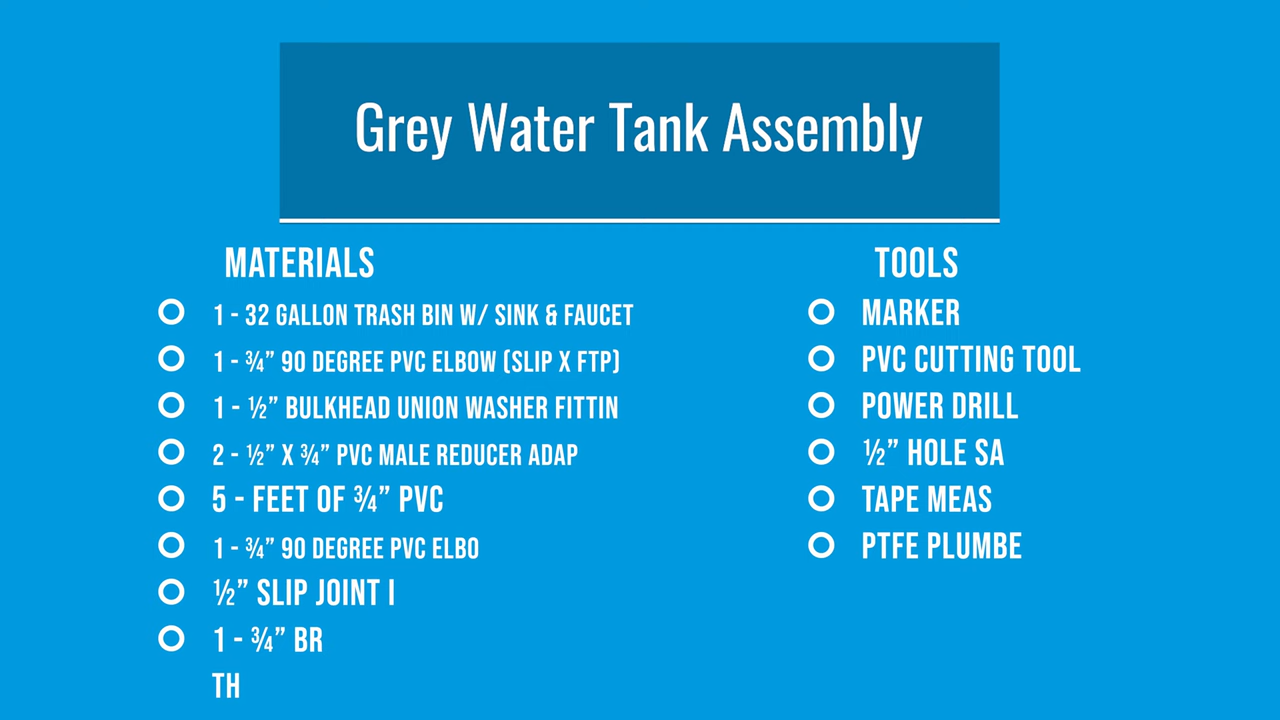 Grey Water Tank Assembly
MATERIALS
1 - 32 GALLON TRASH BIN W/ SINK & FAUCET
1 - ¾” 90 DEGREE PVC ELBOW (SLIP X FTP)
1 - ½” BULKHEAD UNION WASHER FITTIN
2 - ½” X ¾” PVC MALE REDUCER ADAP
5 - FEET OF ¾” PVC
1 - ¾” 90 DEGREE PVC ELBO
½” SLIP JOINT I
1 - ¾” BR
TH
TOOLS
MARKER
PVC CUTTING TOOL
POWER DRILL
½” HOLE SA
TAPE MEAS
PTFE PLUMBE